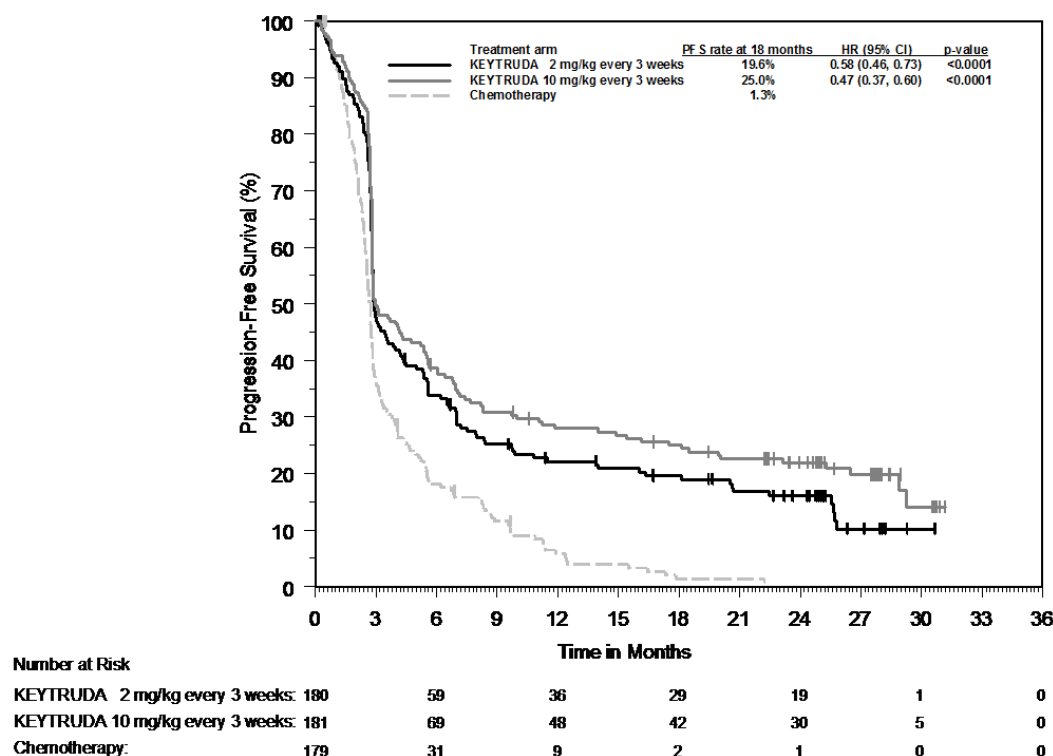 Treatment arm PFS rate at 18 months HR (95% CI) p-value
KEYTRUDA 2 mg/kg every 3 weeks 19.6% 0.58 (0.46, 0.73) <0.0001
KEYTRUDA 10 mg/kg every 3 weeks 25.0% 0.47 (0.37, 0.60) <0.0001
Chemotherapy 1.3%
Progression-Free Survival (%)
100
90
80
70
60
50
40
30
20
10
0
0 3 6 9 12 15 18 21 24 27 30 33 36
Time in Months
Number at Risk
KEYTRUDA 2 mg/kg every 3 weeks: 180 59 36 29 19 1 0
KEYTRUDA 10 mg/kg every 3 weeks: 181 69 48 42 30 5 0
Chemotherapy: 179 31 9 2 1 0 0